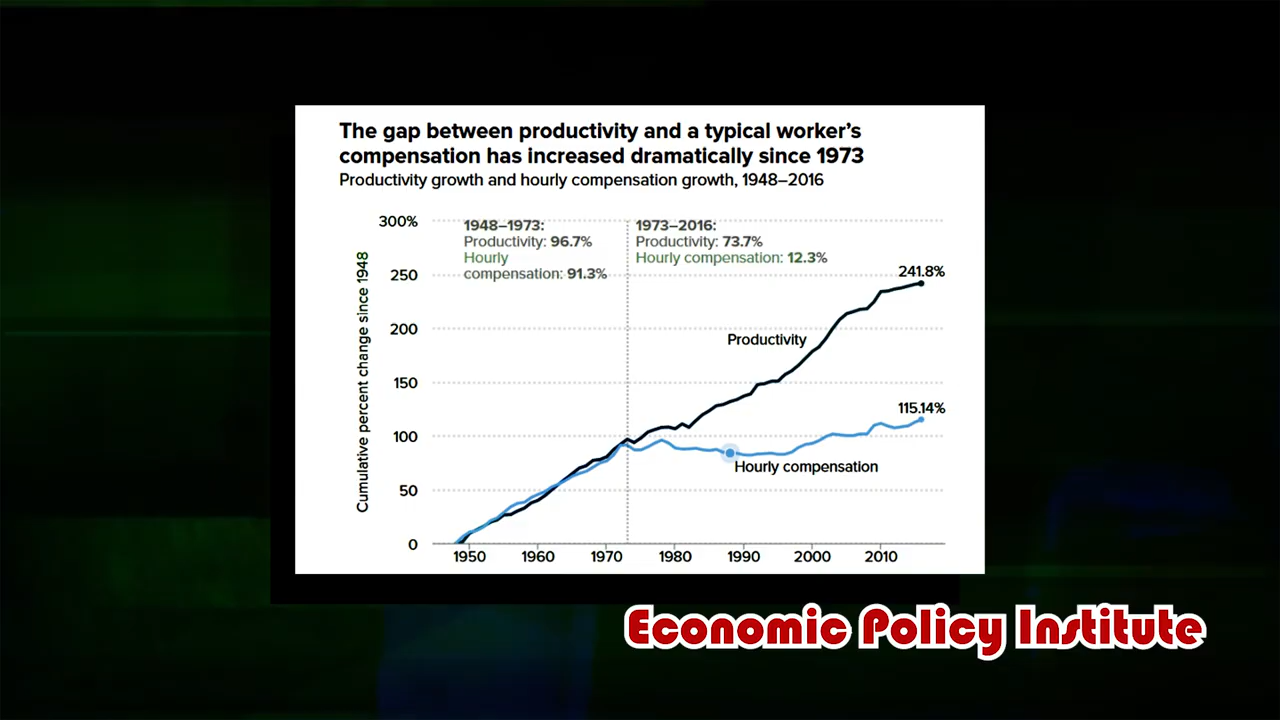 The gap between productivity and a typical worker's
compensation has increased dramatically since 1973
Productivity growth and hourly compensation growth, 1948–2016
Cumulative percent change since 1948
300%
250
200
150
100
50
0
1948–1973:
Productivity: 96.7%
Hourly
compensation: 91.3%
1973–2016:
Productivity: 73.7%
Hourly compensation: 12.3%
241.8%
Productivity
115.14%
Hourly compensation
1950 1960 1970 1980 1990 2000 2010
Economic Policy Institute